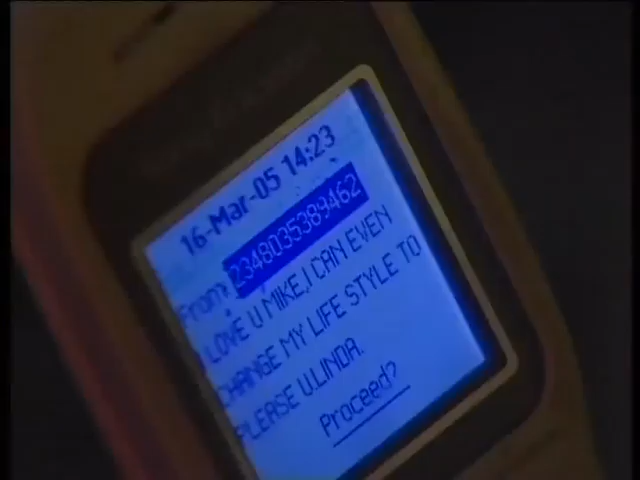 16-Mar-05 14:23
From: 2348035389462
I LOVE U MIKE,I CAN EVEN
CHANGE MY LIFE STYLE TO
PLEASE U.LINDA.
Proceed?